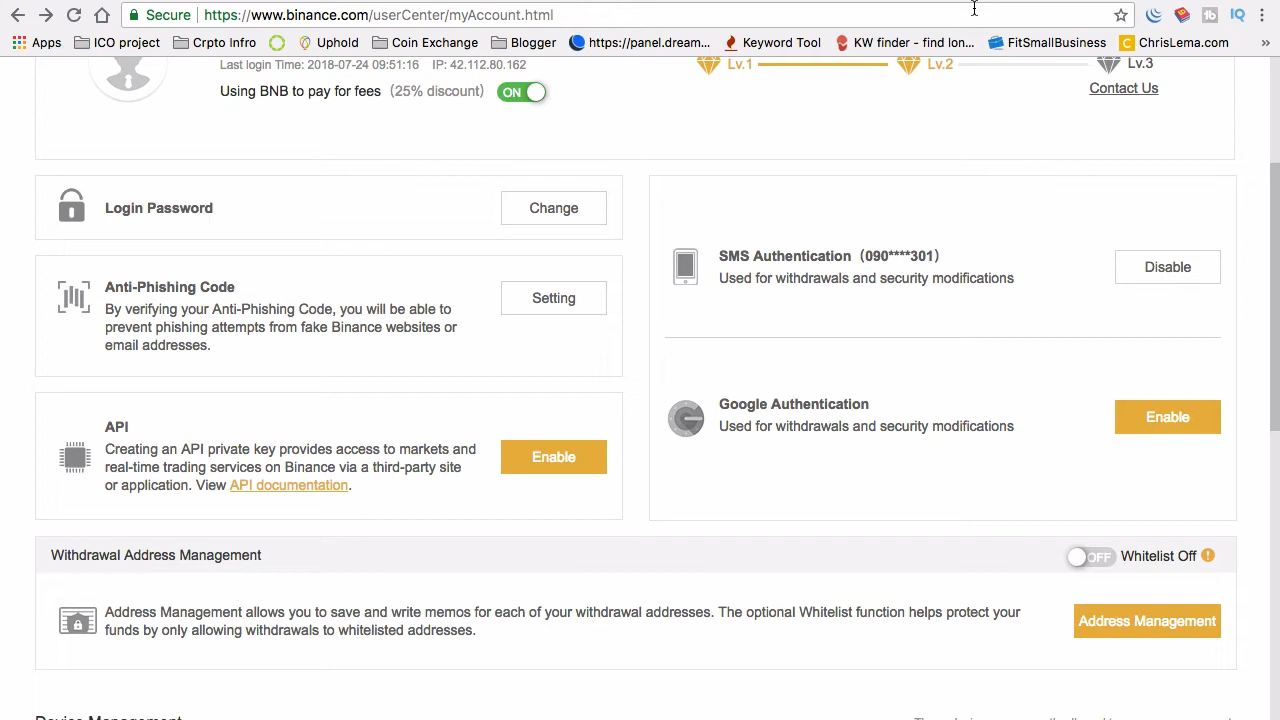 Secure https://www.binance.com/userCenter/myAccount.html
Apps ICO project Crpto Info Uphold Coin Exchange Blogger https://panel.dream... Keyword Tool KW finder - find lon... FitSmallBusiness ChrisLema.com »
Last login Time: 2018-07-24 09:51:16 IP: 42.112.80.162
Lv.1 Lv.2 Lv.3
Using BNB to pay for fees (25% discount) ON
Contact Us
Login Password
Change
SMS Authentication（090****301）
Used for withdrawals and security modifications
Disable
Anti-Phishing Code
By verifying your Anti-Phishing Code, you will be able to
prevent phishing attempts from fake Binance websites or
email addresses.
Setting
Google Authentication
Used for withdrawals and security modifications
Enable
API
Creating an API private key provides access to markets and
real-time trading services on Binance via a third-party site
or application. View API documentation.
Enable
Withdrawal Address Management
OFF Whitelist Off
Address Management allows you to save and write memos for each of your withdrawal addresses. The optional Whitelist function helps protect your
funds by only allowing withdrawals to whitelisted addresses.
Address Management
Device Management